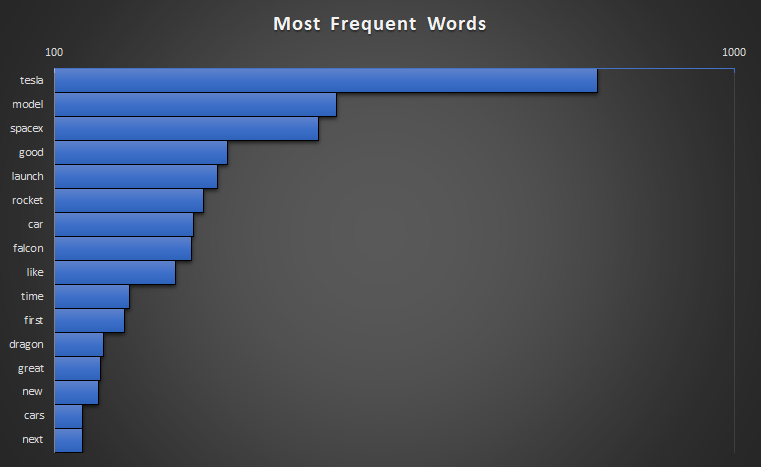 Most Frequent Words
100 1000
tesla
model
spacex
good
launch
rocket
car
falcon
like
time
first
dragon
great
new
cars
next